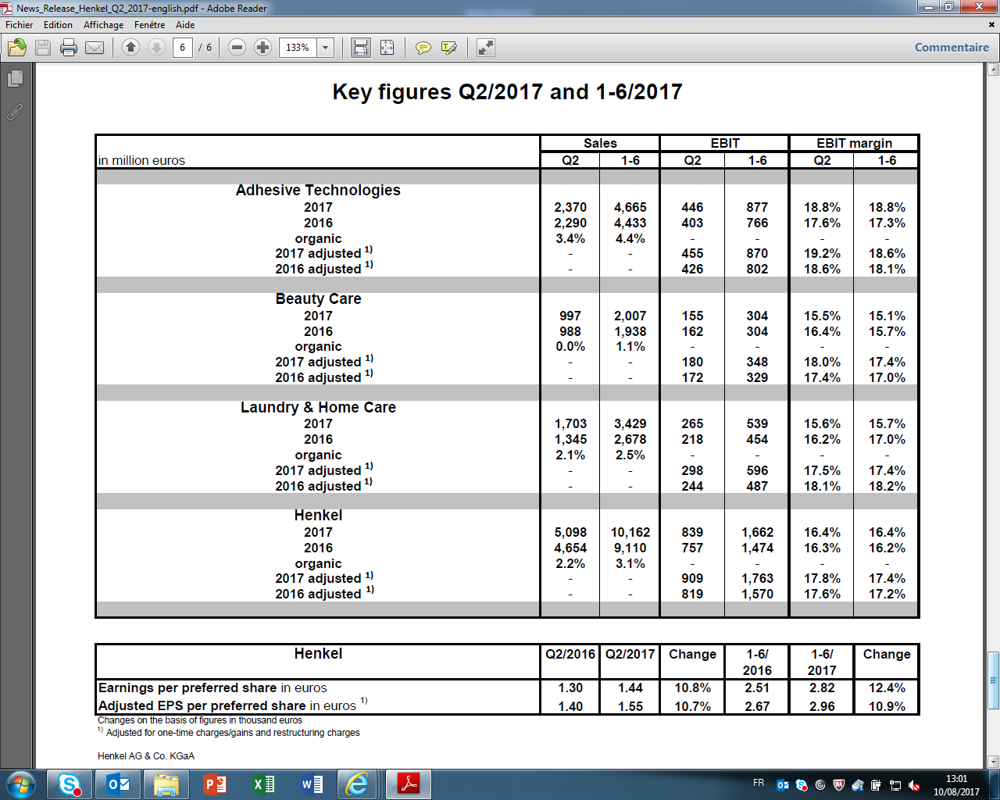 News_Release_Henkel_Q2_2017-english.pdf - Adobe Reader
Fichier Edition Affichage Fenêtre Aide
6 / 6 133% Commentaire
Key figures Q2/2017 and 1-6/2017
Sales EBIT EBIT margin
in million euros Q2 1-6 Q2 1-6 Q2 1-6
Adhesive Technologies
2017 2,370 4,665 446 877 18.8% 18.8%
2016 2,290 4,433 403 766 17.6% 17.3%
organic 3.4% 4.4% - - - -
2017 adjusted 1) - - 455 870 19.2% 18.6%
2016 adjusted 1) - - 426 802 18.6% 18.1%
Beauty Care
2017 997 2,007 155 304 15.5% 15.1%
2016 988 1,938 162 304 16.4% 15.7%
organic 0.0% 1.1% - - - -
2017 adjusted 1) - - 180 348 18.0% 17.4%
2016 adjusted 1) - - 172 329 17.4% 17.0%
Laundry & Home Care
2017 1,703 3,429 265 539 15.6% 15.7%
2016 1,345 2,678 218 454 16.2% 17.0%
organic 2.1% 2.5% - - - -
2017 adjusted 1) - - 298 596 17.5% 17.4%
2016 adjusted 1) - - 244 487 18.1% 18.2%
Henkel
2017 5,098 10,162 839 1,662 16.4% 16.4%
2016 4,654 9,110 757 1,474 16.3% 16.2%
organic 2.2% 3.1% - - - -
2017 adjusted 1) - - 909 1,763 17.8% 17.4%
2016 adjusted 1) - - 819 1,570 17.6% 17.2%
Henkel Q2/2016 Q2/2017 Change 1-6/ 1-6/ Change
2016 2017
Earnings per preferred share in euros 1.30 1.44 10.8% 2.51 2.82 12.4%
Adjusted EPS per preferred share in euros 1) 1.40 1.55 10.7% 2.67 2.96 10.9%
Changes on the basis of figures in thousand euros
1) Adjusted for one-time charges/gains and restructuring charges
Henkel AG & Co. KGaA
FR 13:01
10/08/2017